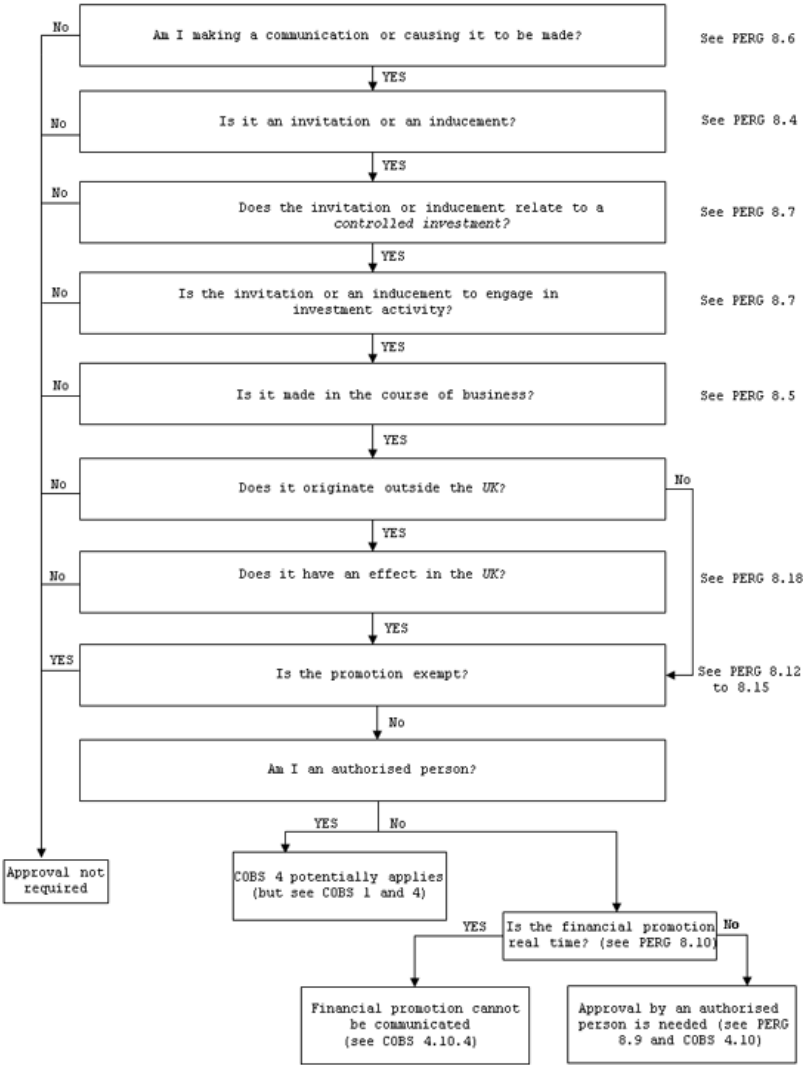 No
Am I making a communication or causing it to be made?
See PERG 8.6
YES
No
Is it an invitation or an inducement?
See PERG 8.4
YES
No
Does the invitation or inducement relate to a
controlled investment?
See PERG 8.7
YES
No
Is the invitation or an inducement to engage in
investment activity?
See PERG 8.7
YES
No
Is it made in the course of business?
See PERG 8.5
YES
No
Does it originate outside the UK?
No
YES
No
Does it have an effect in the UK?
See PERG 8.18
YES
YES
Is the promotion exempt?
See PERG 8.12
to 8.15
No
Am I an authorised person?
YES
No
Approval not
required
COBS 4 potentially applies
(but see COBS 1 and 4)
YES
Is the financial promotion
real time? (see PERG 8.10)
No
Financial promotion cannot
be communicated
(see COBS 4.10.4)
Approval by an authorised
person is needed (see PERG
8.9 and COBS 4.10)